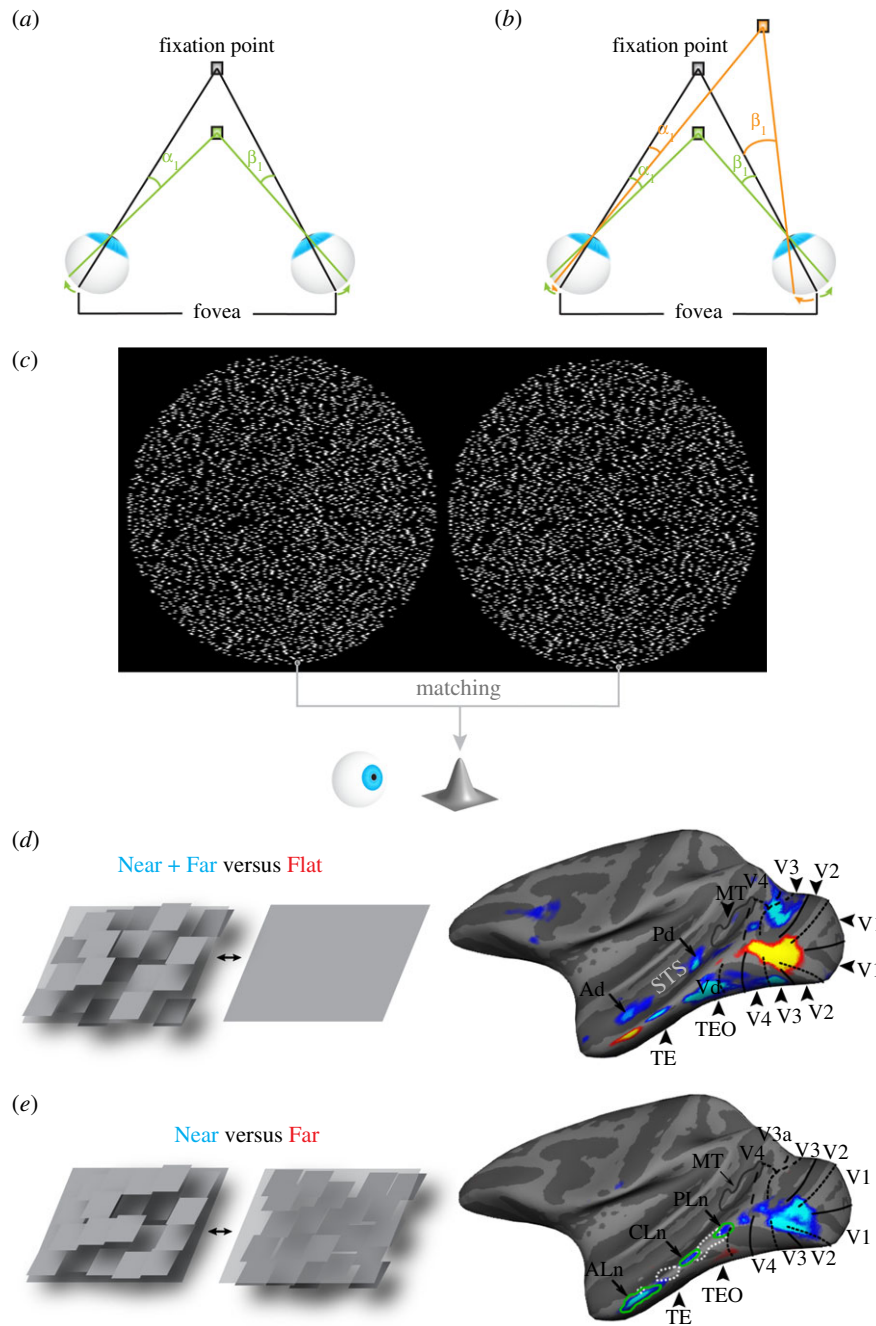 (a)
fixation point
α1
β1
fovea
(b)
fixation point
α1
β1
α1
β1
fovea
(c)
matching
(d)
Near + Far versus Flat
V4
V3
V2
MT
V1
Pd
STS
V1
Ad
Vd
V4
V3
V2
TEO
TE
(e)
Near versus Far
V3a
V4
V3
V2
MT
V1
PLn
CLn
V1
ALn
V4
V3
V2
TEO
TE